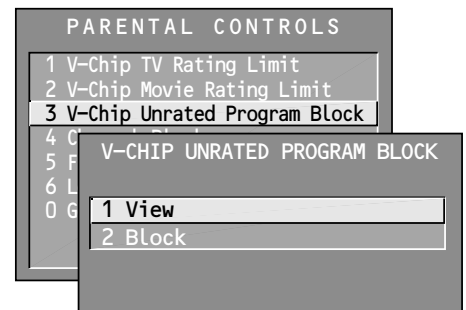 PARENTAL CONTROLS
1 V-Chip TV Rating Limit
2 V-Chip Movie Rating Limit
3 V-Chip Unrated Program Block
4
5
6
0
V-CHIP UNRATED PROGRAM BLOCK
1 View
2 Block